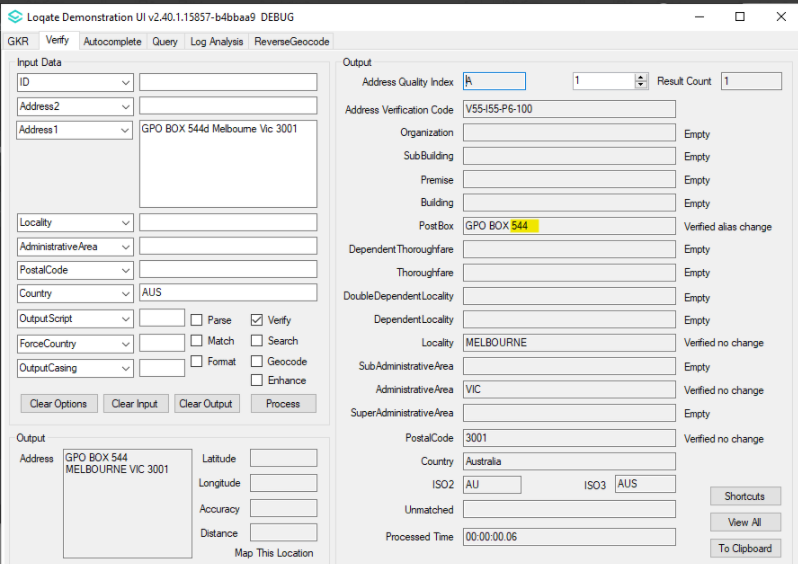 Loqate Demonstration UI v2.40.1.15857-b4bbaa9 DEBUG
GKR Verify Autocomplete Query Log Analysis ReverseGeocode
Input Data
ID
Address2
Address1 GPO BOX 544d Melbourne Vic 3001
Locality
AdministrativeArea
PostalCode
Country AUS
OutputScript Parse Verify
ForceCountry Match Search
OutputCasing Format Geocode
Enhance
Clear Options Clear Input Clear Output Process
Output
Address GPO BOX 544 Latitude
MELBOURNE VIC 3001
Longitude
Accuracy
Distance
Map This Location
Output
Address Quality Index A 1 Result Count 1
Address Verification Code V55-I55-P6-100
Organization Empty
SubBuilding Empty
Premise Empty
Building Empty
PostBox GPO BOX 544 Verified alias change
DependentThoroughfare Empty
Thoroughfare Empty
DoubleDependentLocality Empty
DependentLocality Empty
Locality MELBOURNE Verified no change
SubAdministrativeArea Empty
AdministrativeArea VIC Verified no change
SuperAdministrativeArea Empty
PostalCode 3001 Verified no change
Country Australia
ISO2 AU ISO3 AUS
Unmatched
Processed Time 00:00:00.06
Shortcuts
View All
To Clipboard